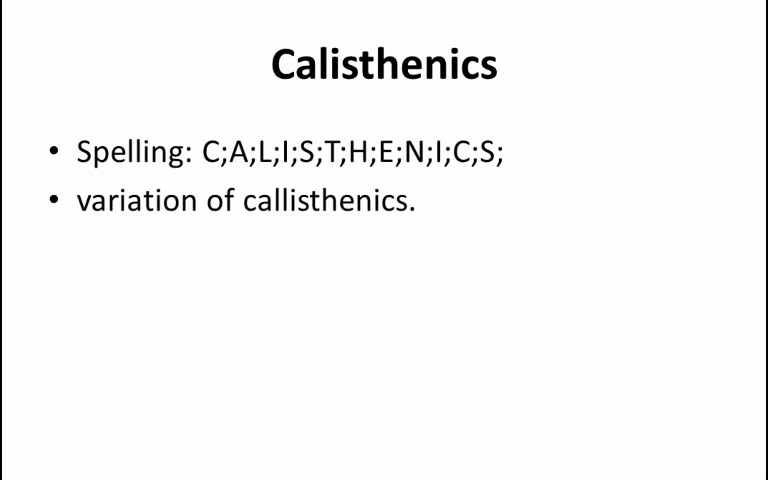 Calisthenics
• Spelling: C;A;L;I;S;T;H;E;N;I;C;S;
• variation of callisthenics.